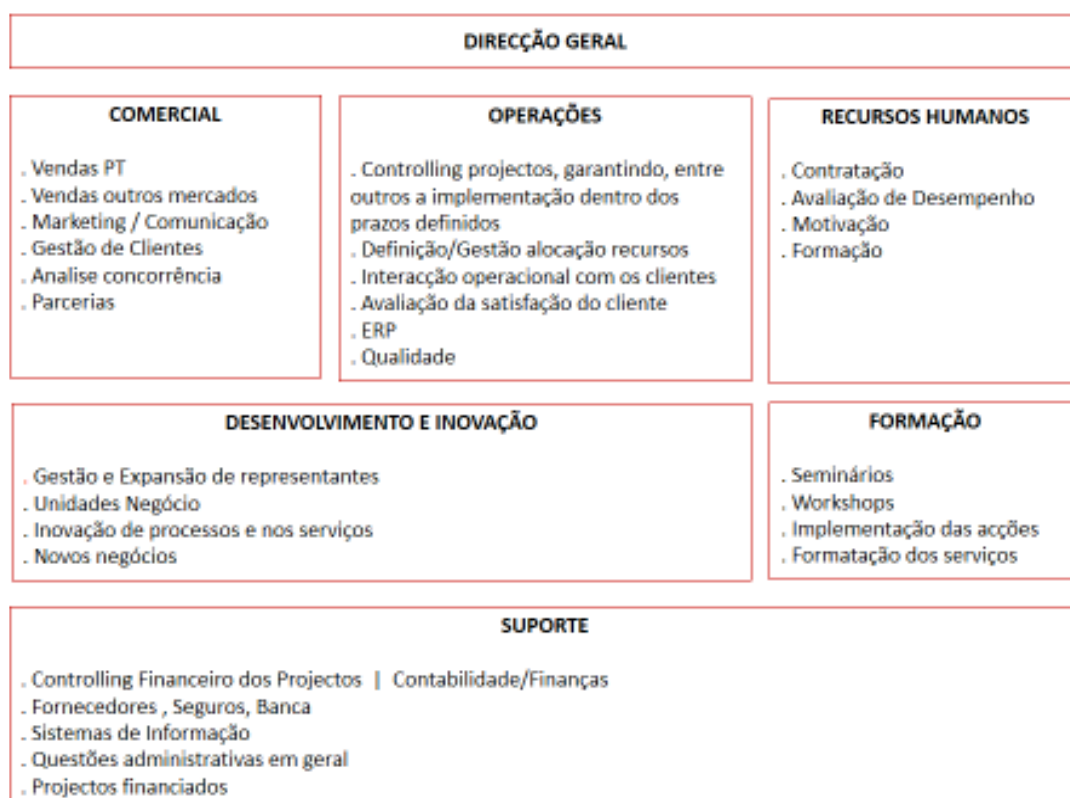 DIRECÇÃO GERAL
COMERCIAL
. Vendas PT
. Vendas outros mercados
. Marketing / Comunicação
. Gestão de Clientes
. Analise concorrência
. Parcerias
OPERAÇÕES
. Controlling projectos, garantindo, entre
outros a implementação dentro dos
prazos definidos
. Definição/Gestão alocação recursos
. Interacção operacional com os clientes
. Avaliação da satisfação do cliente
. ERP
. Qualidade
RECURSOS HUMANOS
. Contratação
. Avaliação de Desempenho
. Motivação
. Formação
DESENVOLVIMENTO E INOVAÇÃO
. Gestão e Expansão de representantes
. Unidades Negócio
. Inovação de processos e nos serviços
. Novos negócios
FORMAÇÃO
. Seminários
. Workshops
. Implementação das acções
. Formatação dos serviços
SUPORTE
. Controlling Financeiro dos Projectos | Contabilidade/Finanças
. Fornecedores , Seguros, Banca
. Sistemas de Informação
. Questões administrativas em geral
. Projectos financiados